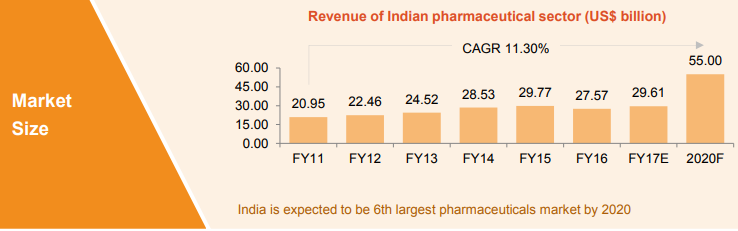 Revenue of Indian pharmaceutical sector (US$ billion)
CAGR 11.30%
Market
Size
60.00
45.00
30.00
15.00
0.00
20.95 22.46 24.52 28.53 29.77 27.57 29.61 55.00
FY11 FY12 FY13 FY14 FY15 FY16 FY17E 2020F
India is expected to be 6th largest pharmaceuticals market by 2020